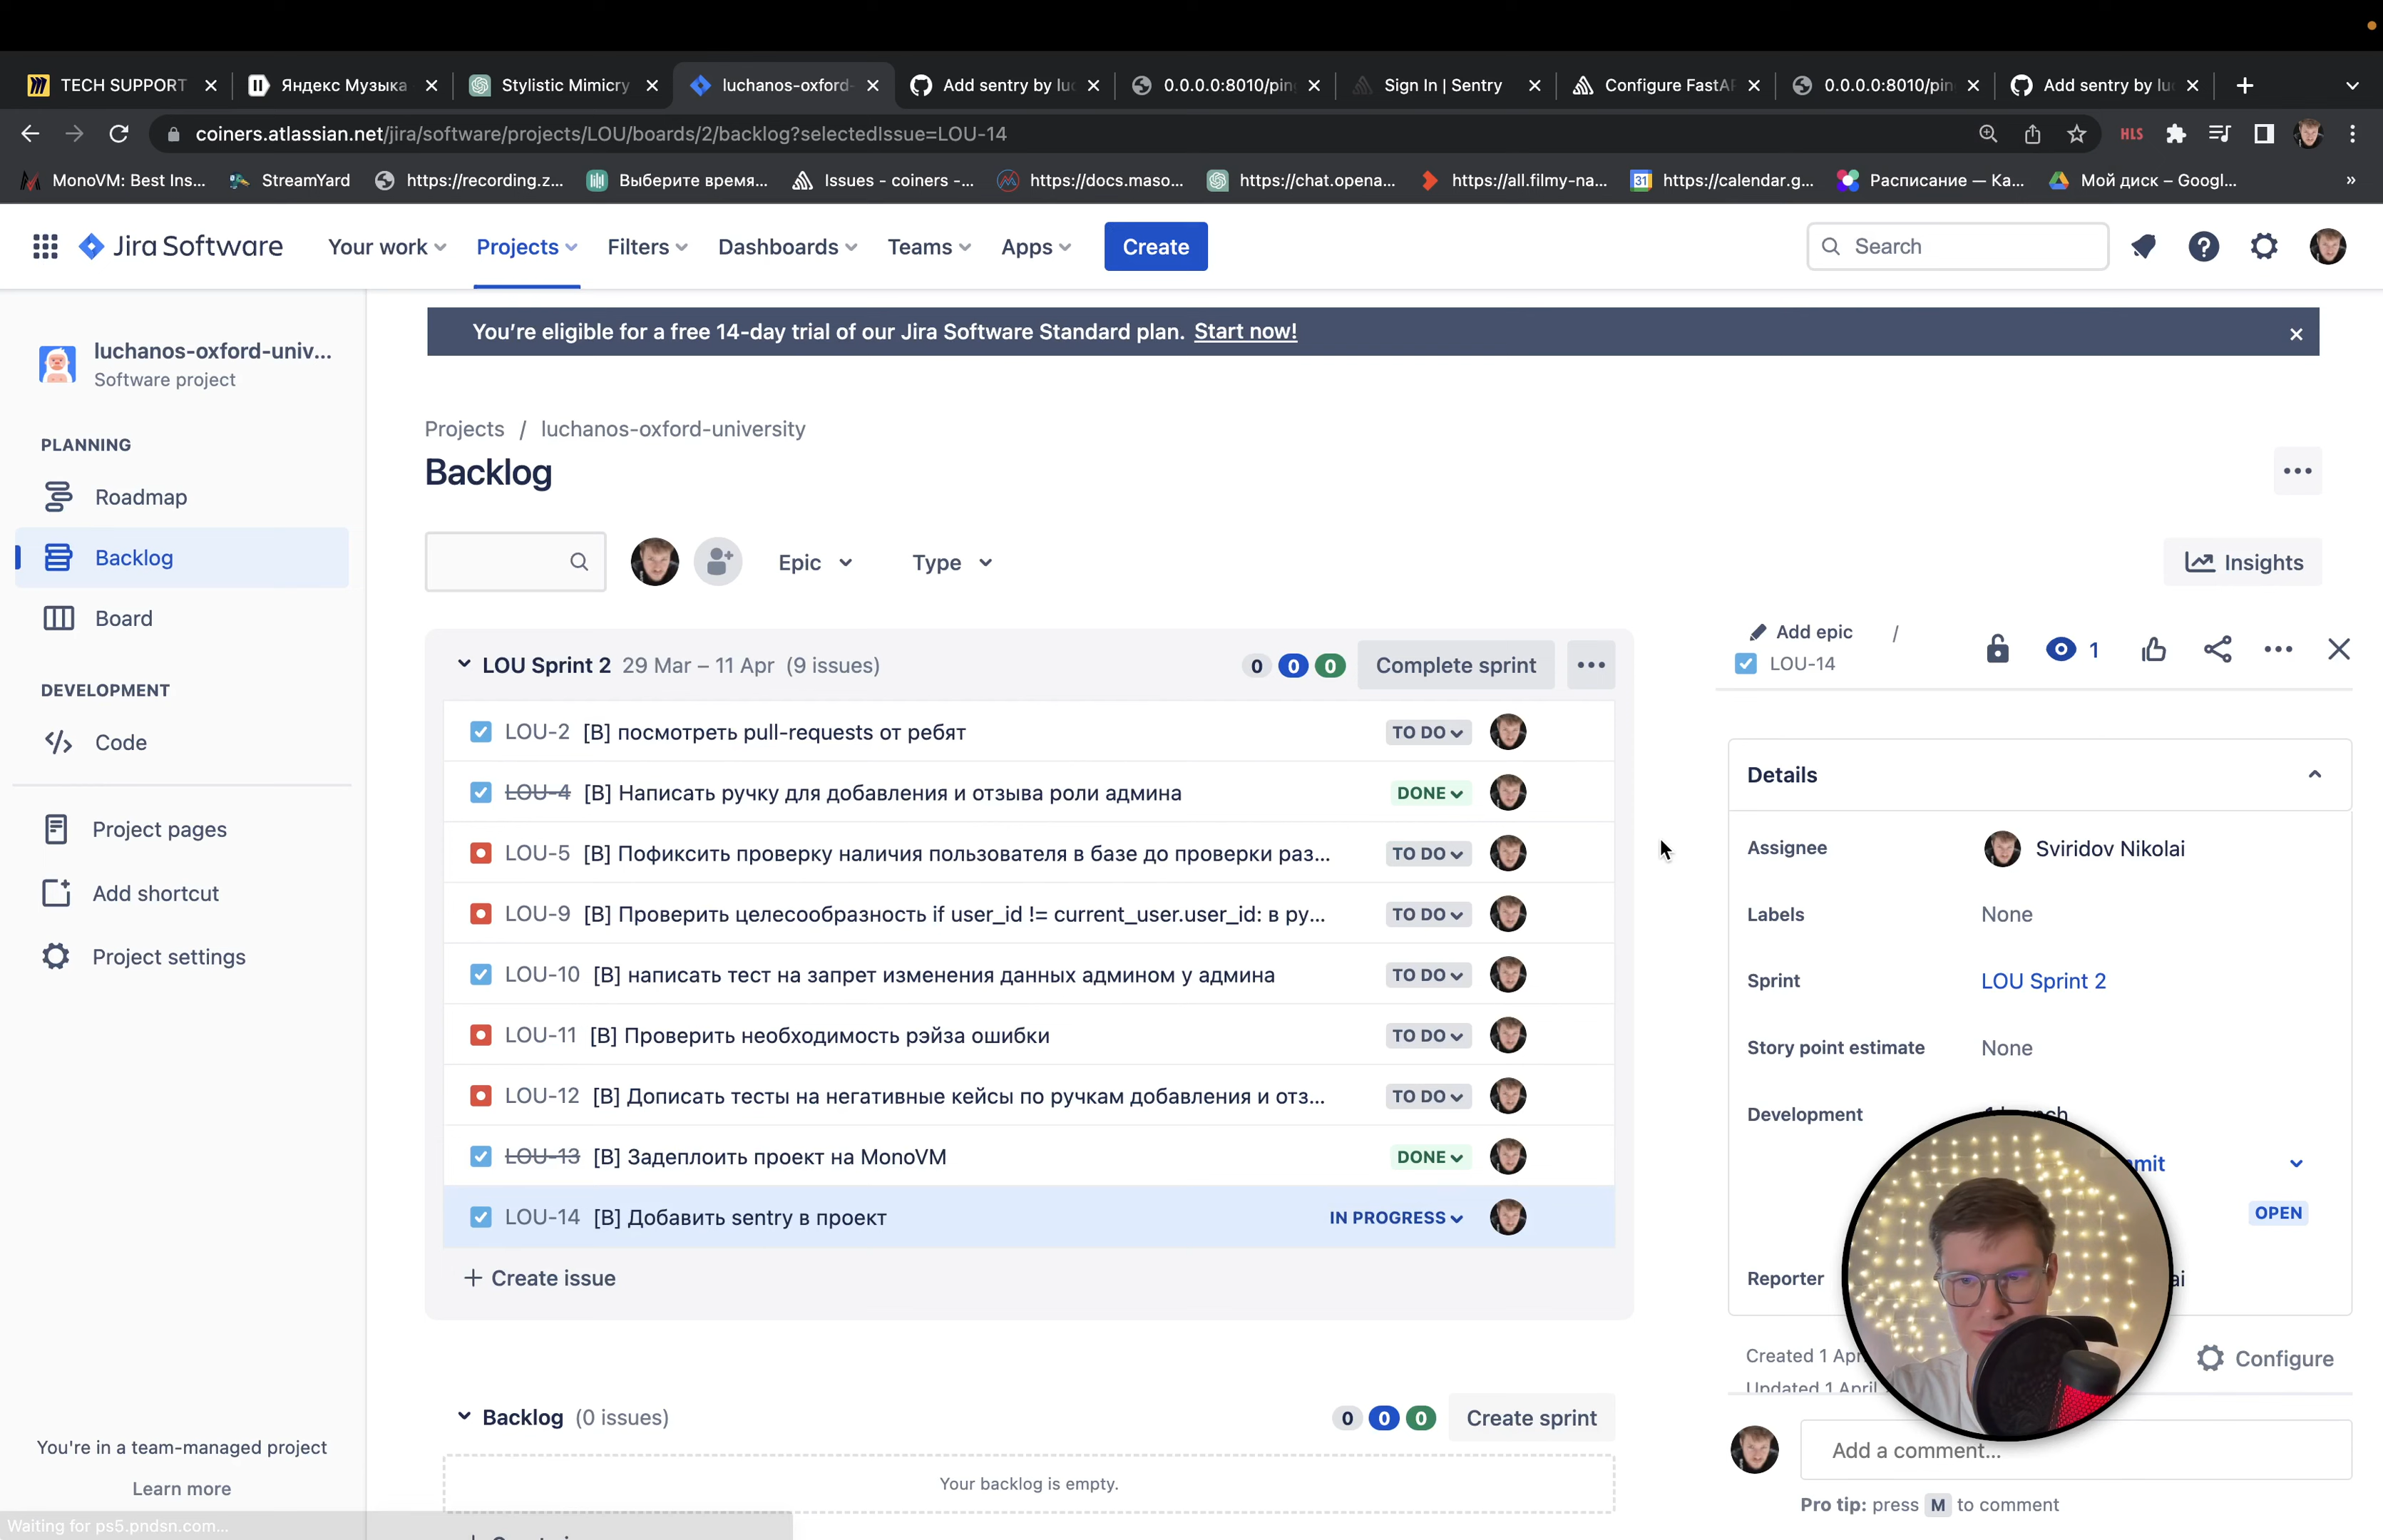 TECH SUPPORT
Яндекс Музыка
Stylistic Mimicry
luchanos-oxford-
Add sentry by luc
0.0.0.0:8010/pin
Sign In | Sentry
Configure FastAP
0.0.0.0:8010/pin
Add sentry by lu
coiners.atlassian.net/jira/software/projects/LOU/boards/2/backlog?selectedIssue=LOU-14
HLS
MonoVM: Best Ins...
StreamYard
https://recording.z...
Выберите время...
Issues - coiners -...
https://docs.maso...
https://chat.opena...
https://all.filmy-na...
31
https://calendar.g...
Расписание — Ка...
Мой диск – Googl...
»
Jira Software
Your work
Projects
Filters
Dashboards
Teams
Apps
Create
Search
You’re eligible for a free 14-day trial of our Jira Software Standard plan. Start now!
luchanos-oxford-univ...
Software project
PLANNING
Roadmap
Backlog
Board
DEVELOPMENT
Code
Project pages
Add shortcut
Project settings
You're in a team-managed project
Learn more
Waiting for ps5.pndsn.com...
Projects / luchanos-oxford-university
Backlog
Epic
Type
Insights
LOU Sprint 2 29 Mar – 11 Apr (9 issues)
0 0 0
Complete sprint
LOU-2 [B] посмотреть pull-requests от ребят TO DO
LOU-4 [B] Написать ручку для добавления и отзыва роли админа DONE
LOU-5 [B] Пофиксить проверку наличия пользователя в базе до проверки раз... TO DO
LOU-9 [B] Проверить целесообразность if user_id != current_user.user_id: в ру... TO DO
LOU-10 [B] написать тест на запрет изменения данных админом у админа TO DO
LOU-11 [B] Проверить необходимость рэйза ошибки TO DO
LOU-12 [B] Дописать тесты на негативные кейсы по ручкам добавления и отз... TO DO
LOU-13 [B] Задеплоить проект на MonoVM DONE
LOU-14 [B] Добавить sentry в проект IN PROGRESS
+ Create issue
Backlog (0 issues)
0 0 0
Create sprint
Your backlog is empty.
Add epic /
LOU-14
1
Details
Assignee Sviridov Nikolai
Labels None
Sprint LOU Sprint 2
Story point estimate None
Development
OPEN
Reporter
Created 1 Apr
Updated 1 April
Configure
Add a comment...
Pro tip: press M to comment